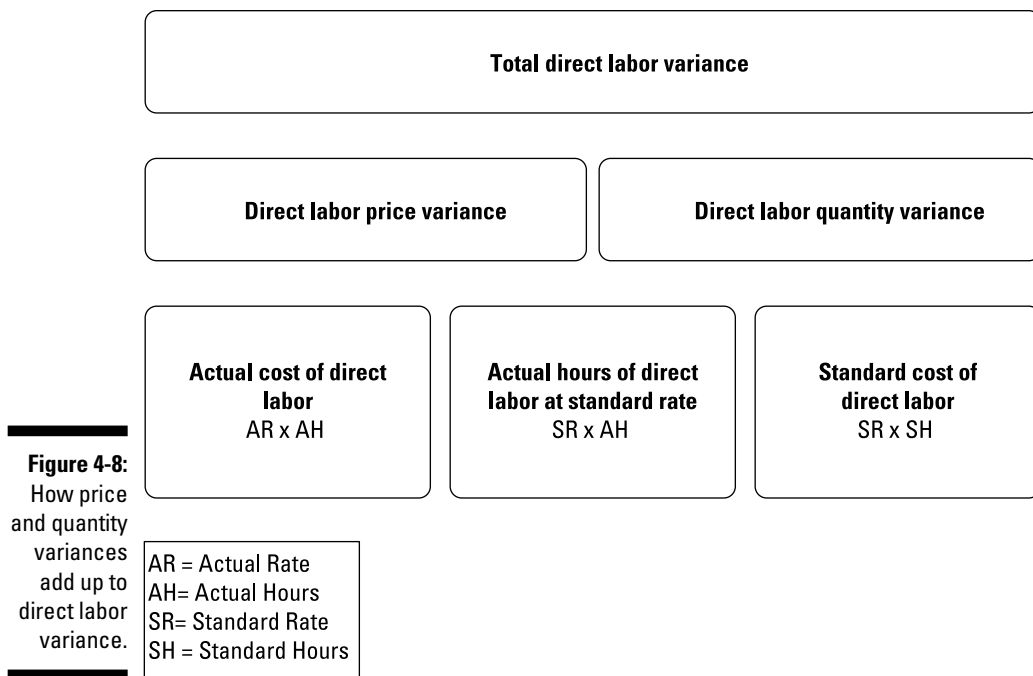 Total direct labor variance
Direct labor price variance
Direct labor quantity variance
Actual cost of direct
labor
AR x AH
Actual hours of direct
labor at standard rate
SR x AH
Standard cost of
direct labor
SR x SH
Figure 4-8:
How price
and quantity
variances
add up to
direct labor
variance.
AR = Actual Rate
AH= Actual Hours
SR= Standard Rate
SH = Standard Hours